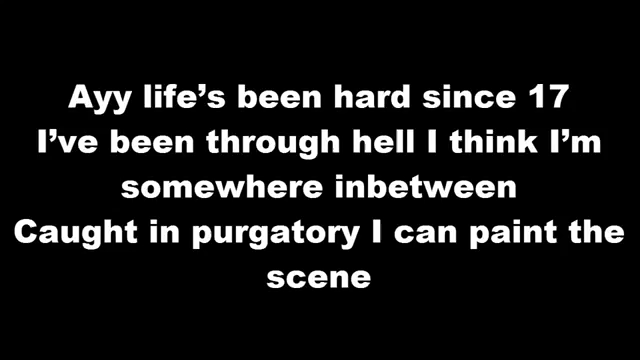 Ayy life’s been hard since 17
I’ve been through hell I think I’m
somewhere inbetween
Caught in purgatory I can paint the
scene